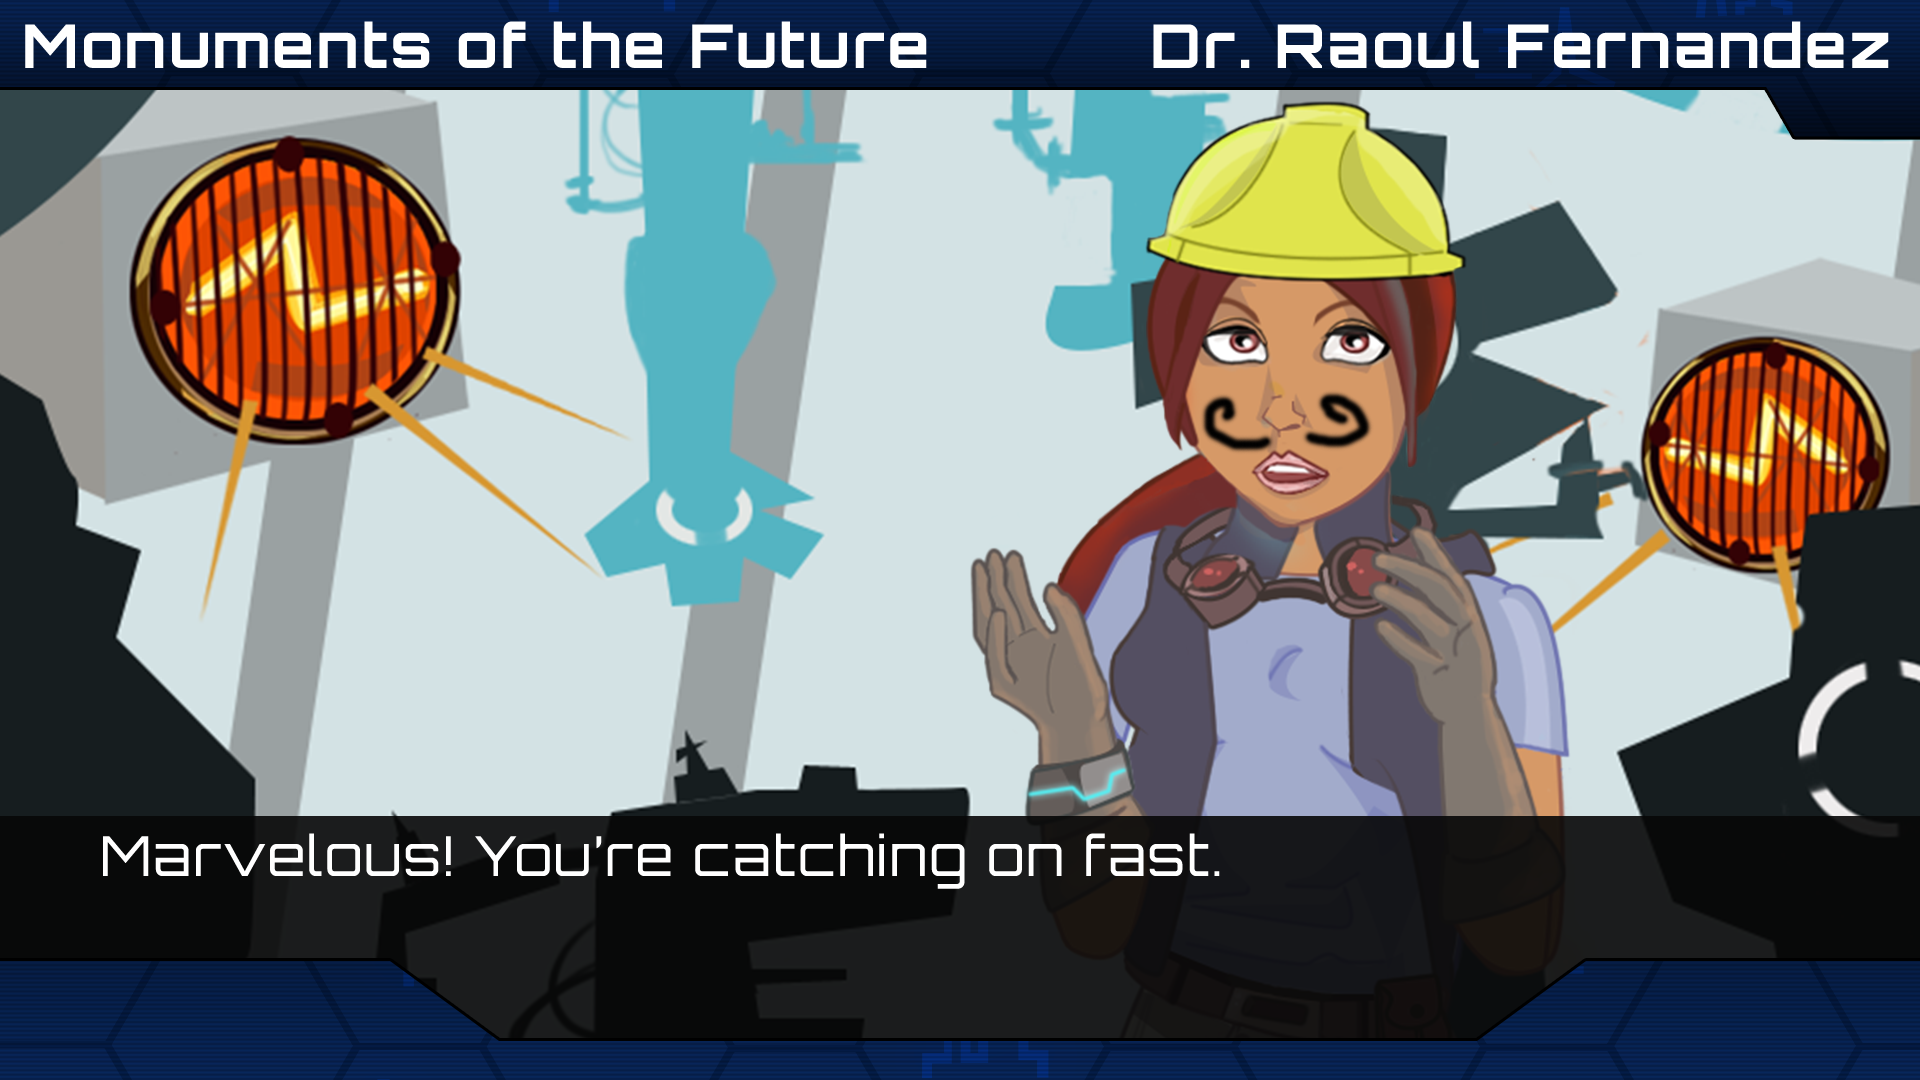 Monuments of the Future
Dr. Raoul Fernandez
Marvelous! You're catching on fast.